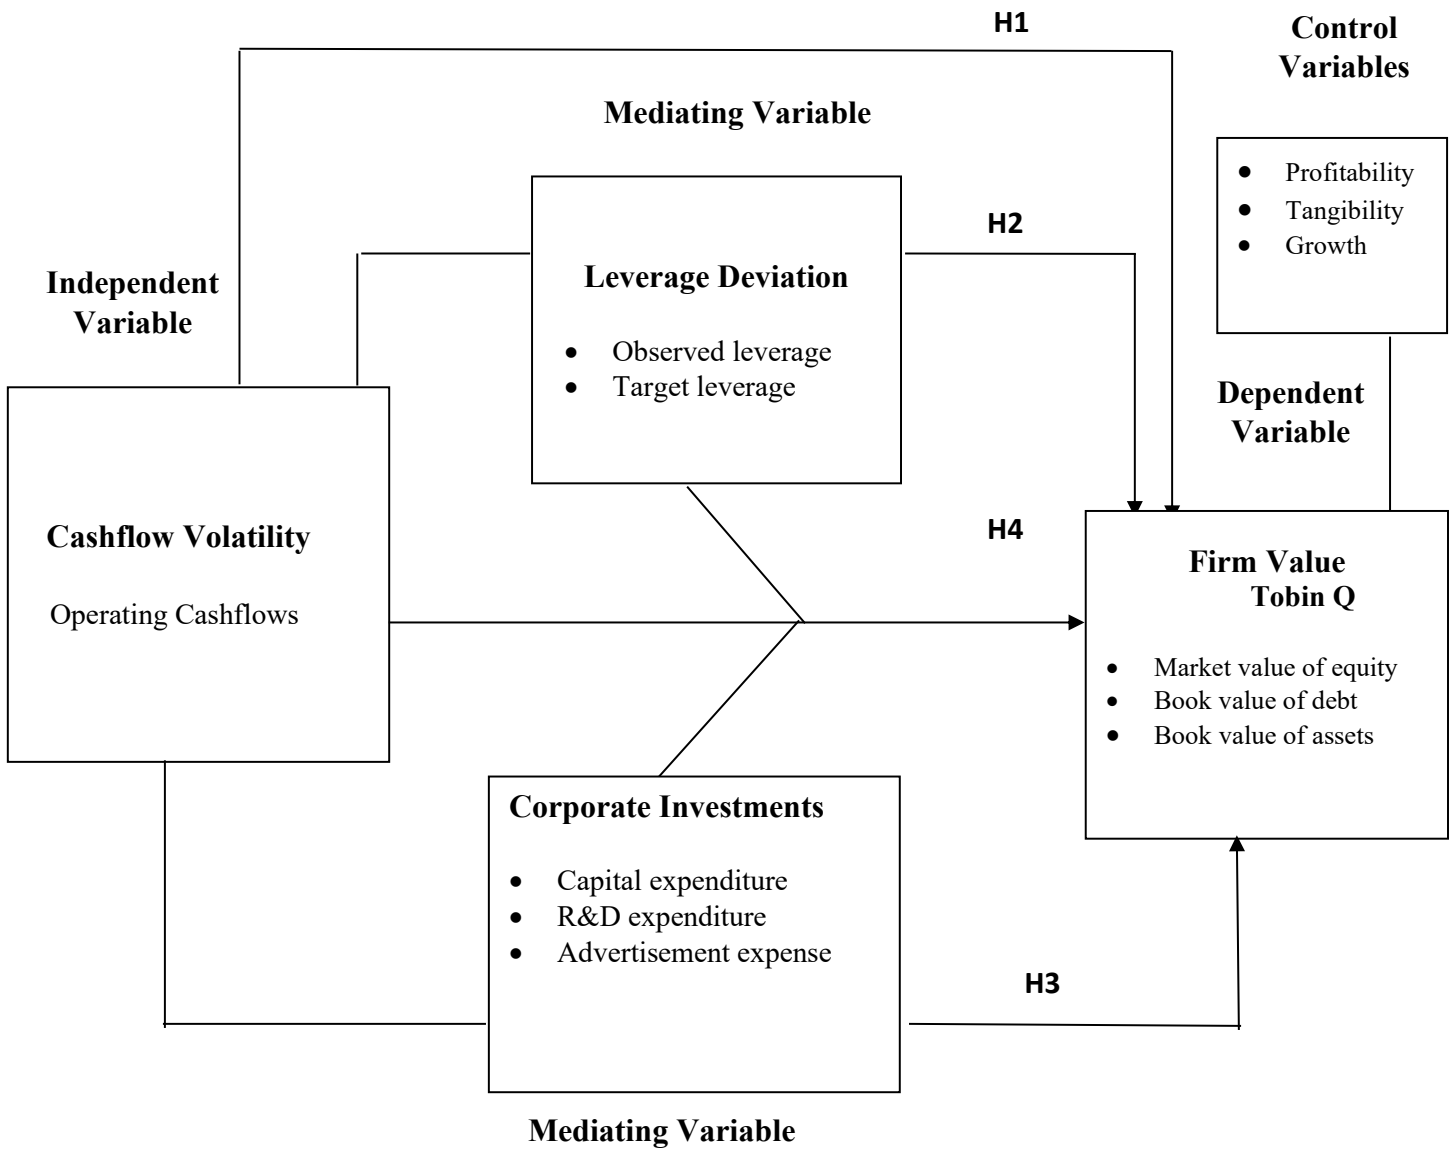 H1
Control
Variables
Mediating Variable
• Profitability
• Tangibility
• Growth
H2
Independent
Variable
Leverage Deviation
• Observed leverage
• Target leverage
Dependent
Variable
Cashflow Volatility
Operating Cashflows
H4
Firm Value
Tobin Q
• Market value of equity
• Book value of debt
• Book value of assets
Corporate Investments
• Capital expenditure
• R&D expenditure
• Advertisement expense
H3
Mediating Variable